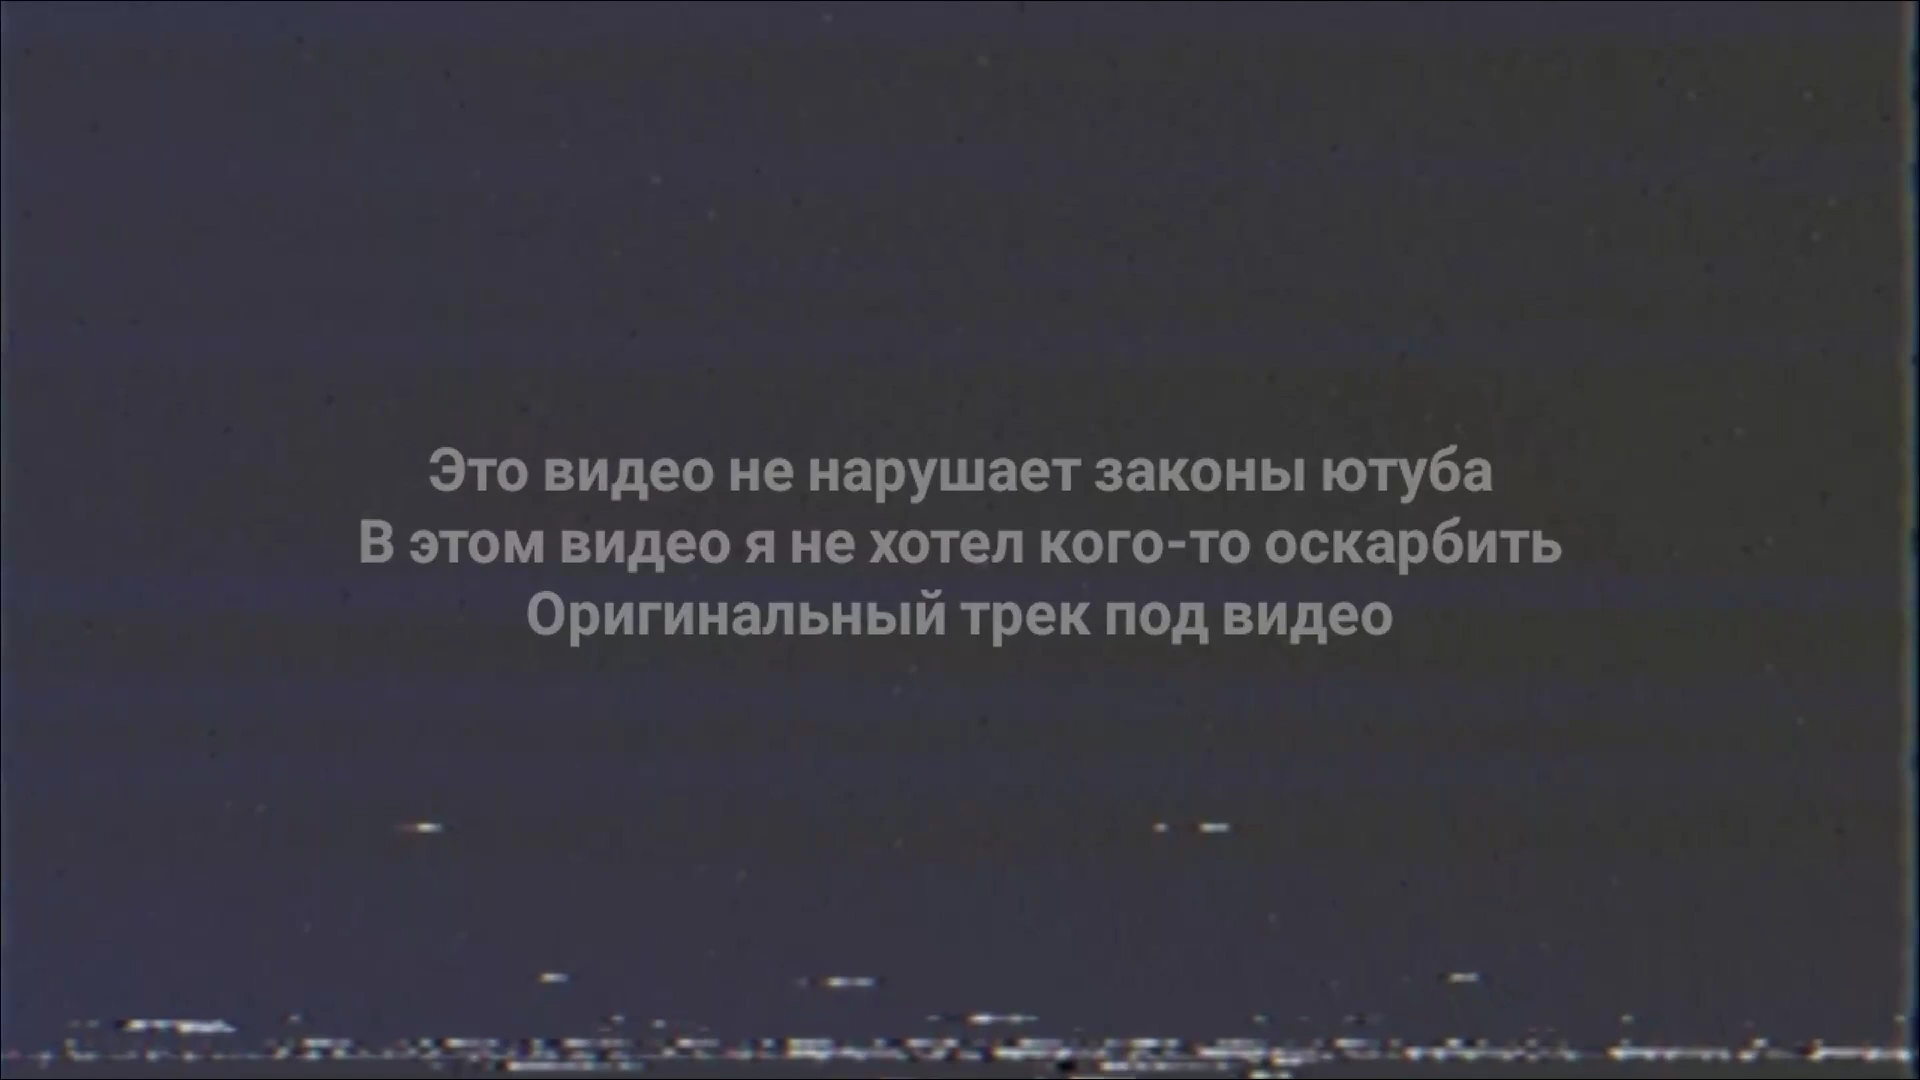 Это видео не нарушает законы ютуба
В этом видео я не хотел кого-то оскарбить
Оригинальный трек под видео